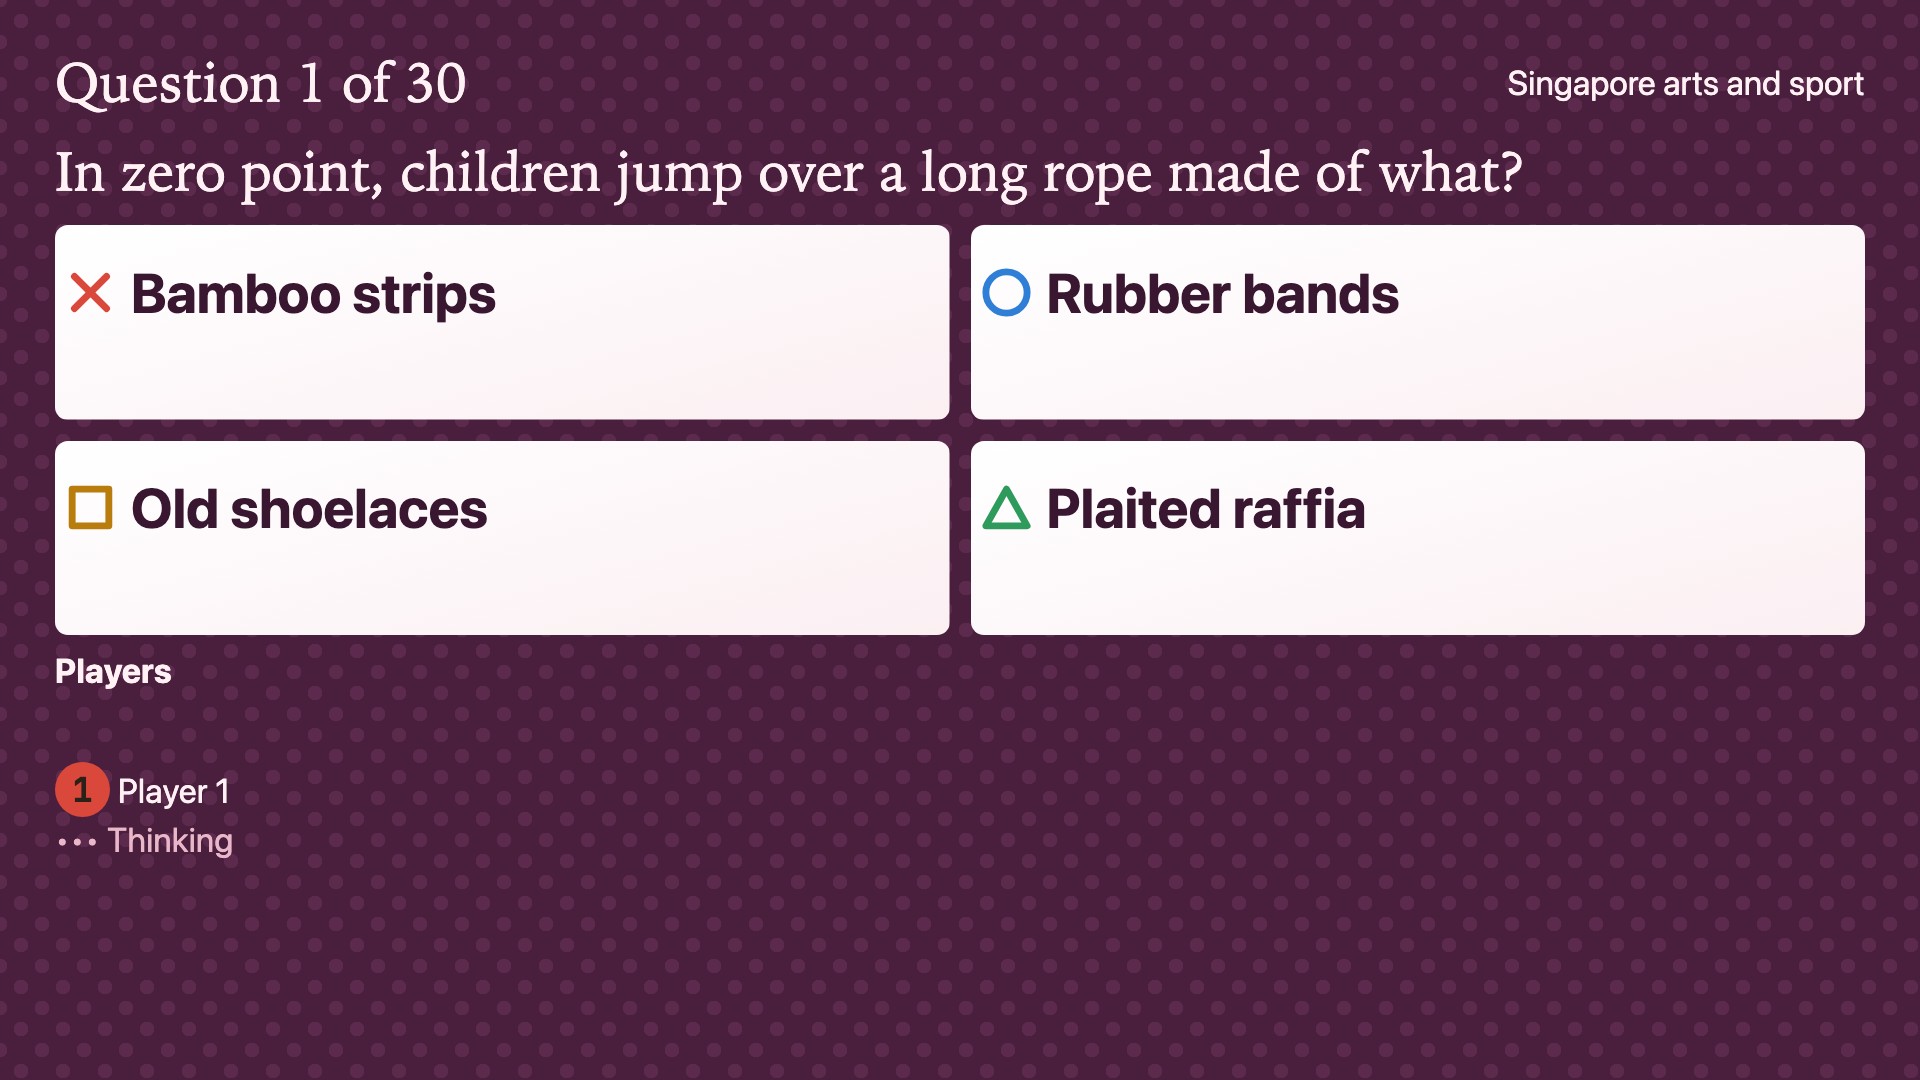 Question 1 of 30
Singapore arts and sport
In zero point, children jump over a long rope made of what?
Bamboo strips
Rubber bands
Old shoelaces
Plaited raffia
Players
1 Player 1
... Thinking